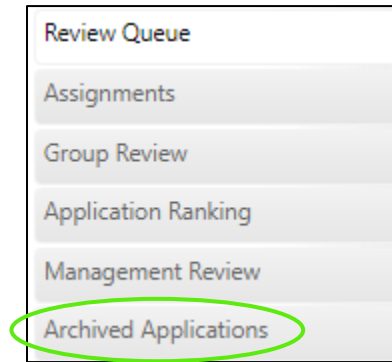 Review Queue
Assignments
Group Review
Application Ranking
Management Review
Archived Applications